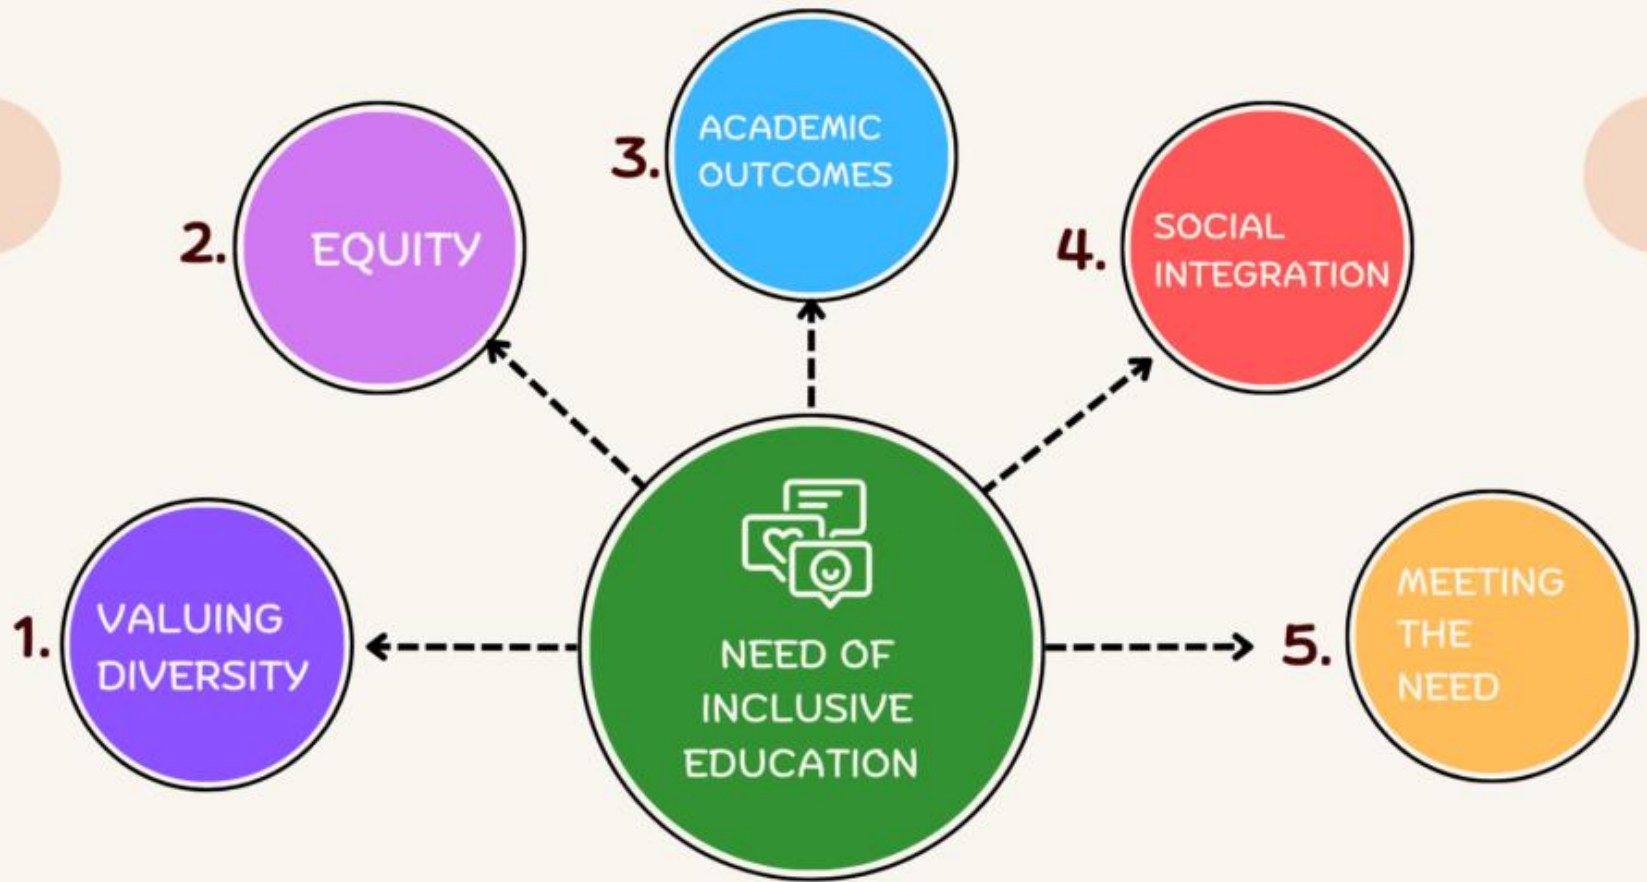 1.
VALUING
DIVERSITY
2.
EQUITY
3.
ACADEMIC
OUTCOMES
4.
SOCIAL
INTEGRATION
5.
MEETING
THE
NEED
NEED OF
INCLUSIVE
EDUCATION